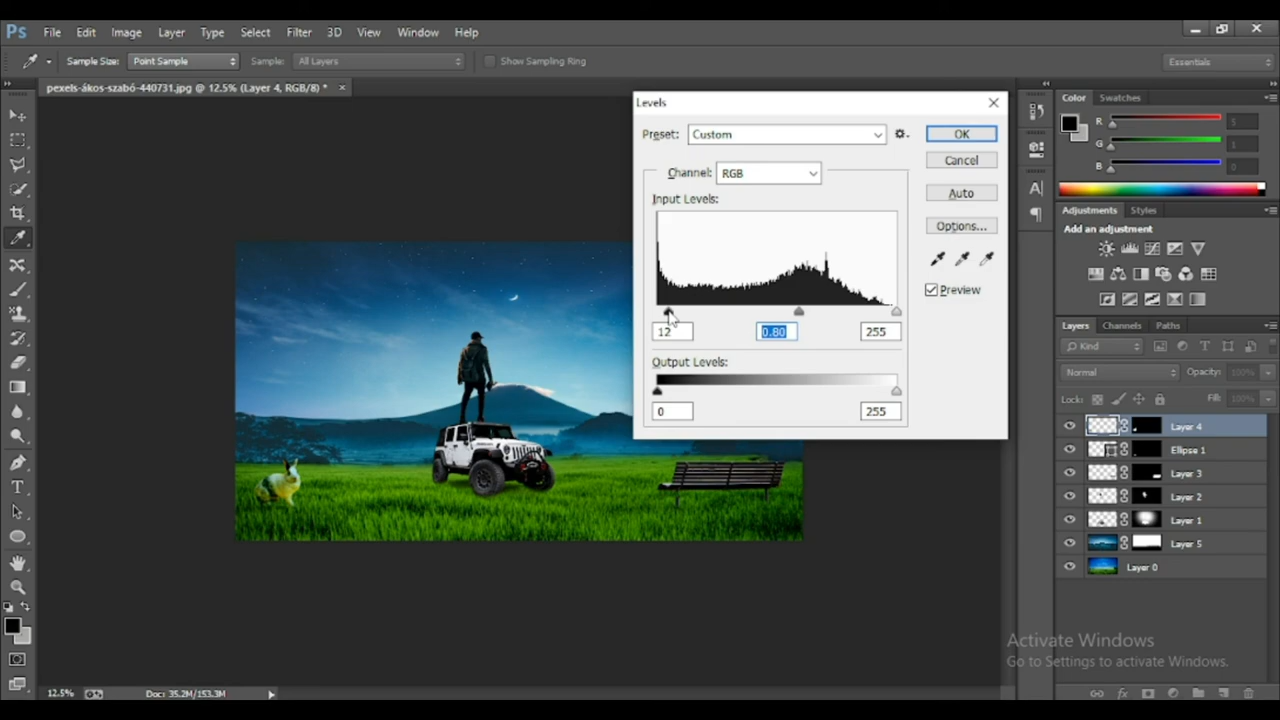 Ps File Edit Image Layer Type Select Filter 3D View Window Help
Sample Size: Point Sample Sample: All Layers Show Sampling Ring Essentials
pexels-ákos-szabó-440731.jpg @ 12.5% (Layer 4, RGB/8) *
Levels
Preset: Custom OK
Cancel
Channel: RGB
Auto
Input Levels:
Options...
Preview
12 0.80 255
Output Levels:
0 255
Color Swatches
R 5
G 1
B 0
Adjustments Styles
Add an adjustment
Layers Channels Paths
Kind
Normal Opacity: 100%
Lock: Fill: 100%
Layer 4
Ellipse 1
Layer 3
Layer 2
Layer 1
Layer 5
Layer 0
Activate Windows
Go to Settings to activate Windows.
12.5% Doc: 35.2M/153.3M